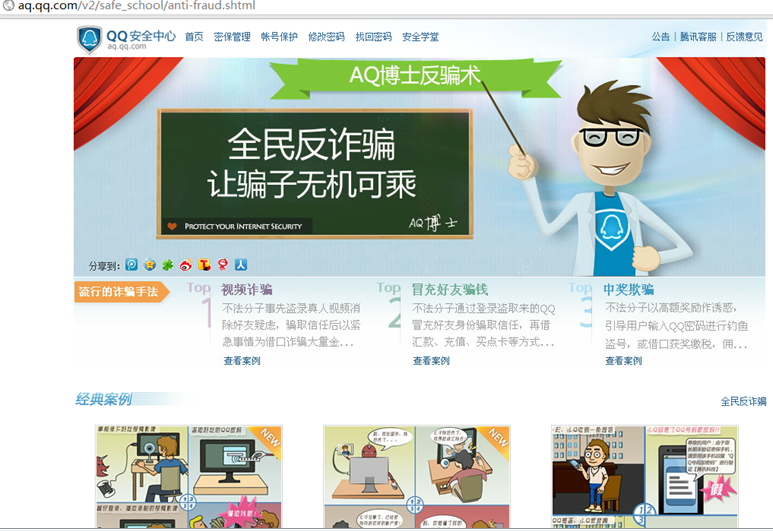 aq.qq.com/v2/safe_school/anti-fraud.shtml
QQ安全中心
aq.qq.com
首页 密保管理 帐号保护 修改密码 找回密码 安全学堂
公告 | 腾讯客服 | 反馈意见
AQ博士反骗术
全民反诈骗
让骗子无机可乘
PROTECT YOUR INTERNET SECURITY
AQ博士
分享到:
流行的诈骗手法
Top 1 视频诈骗
不法分子事先盗录真人视频消
除好友疑虑，骗取信任后以紧
急事情为借口诈骗大量金...
查看案例
Top 2 冒充好友骗钱
不法分子通过登录盗取来的QQ
冒充好友身份骗取信任，再借
汇款、充值、买点卡等方式...
查看案例
Top 3 中奖欺骗
不法分子以高额奖励作诱惑，
引导用户输入QQ密码进行钓鱼
盗号，或借口获奖缴税，佣...
查看案例
经典案例
全民反诈骗
NEW
NEW
假